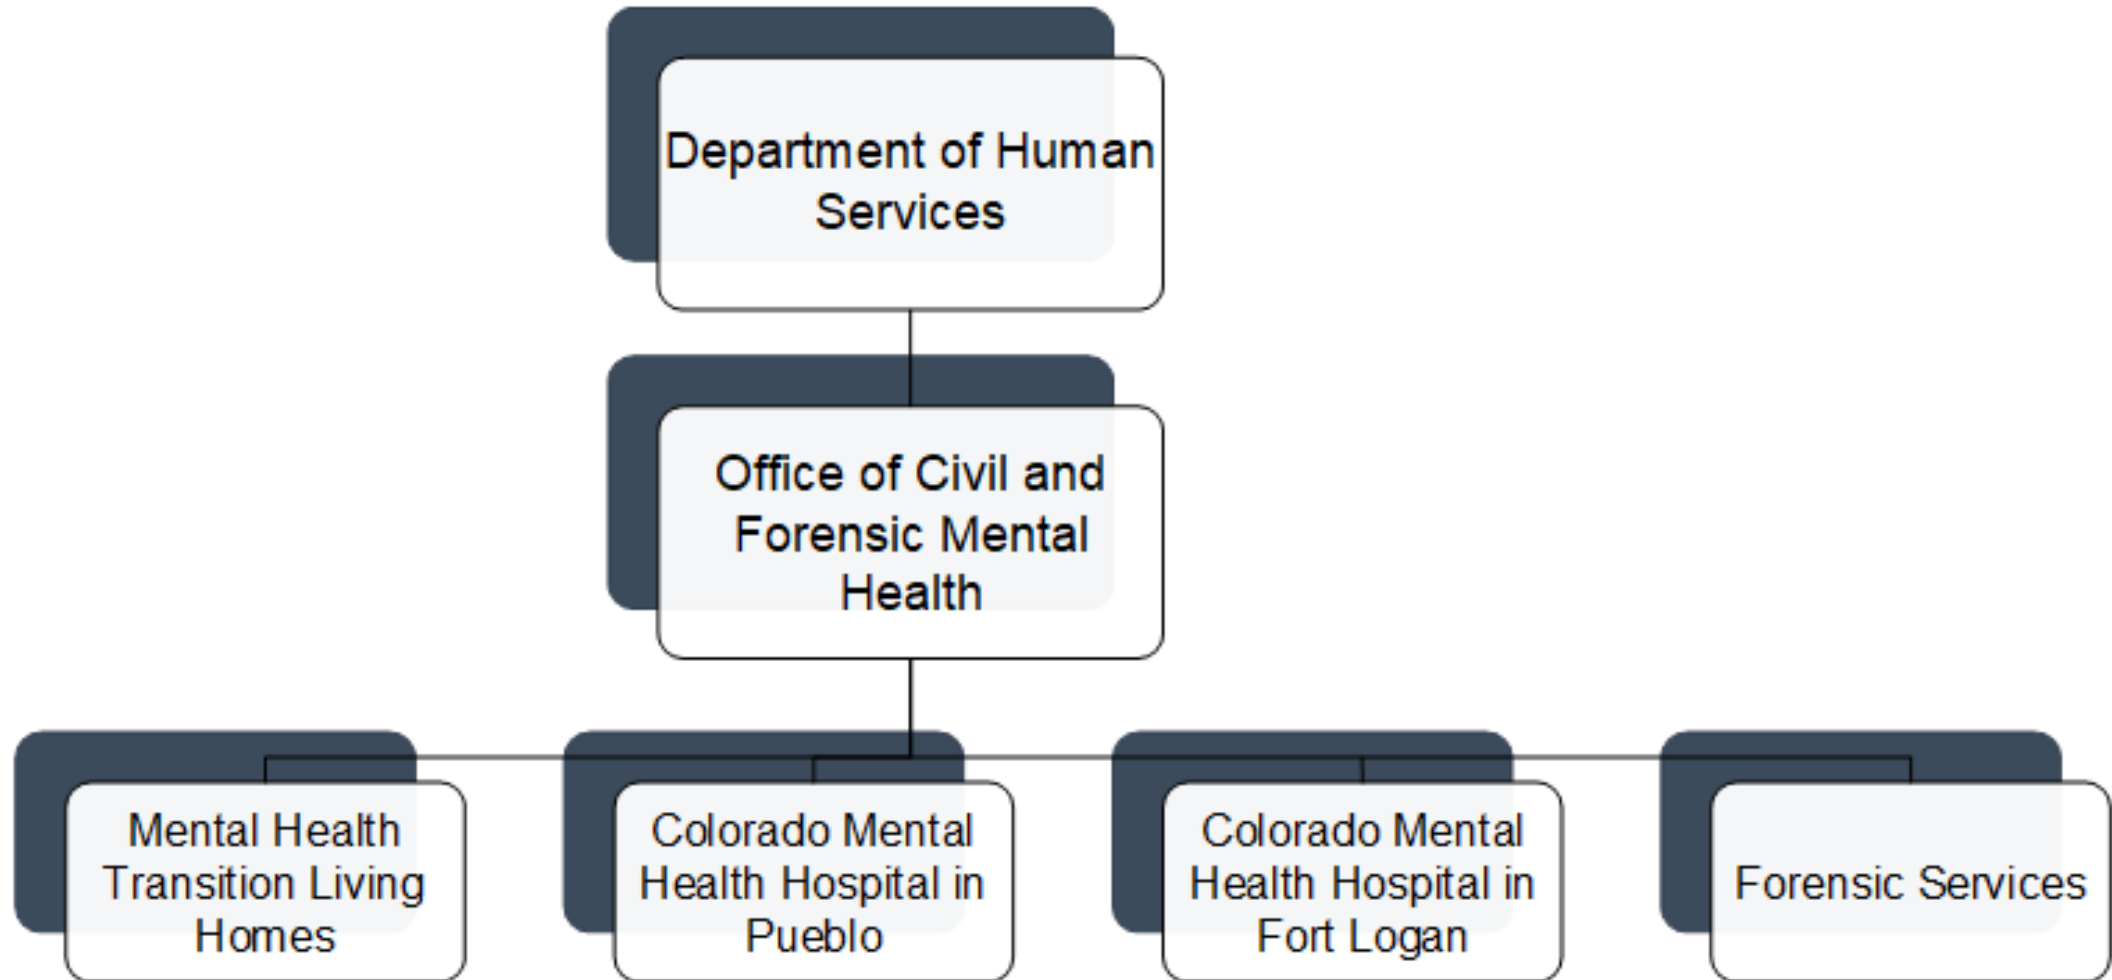 Department of Human
Services
Office of Civil and
Forensic Mental
Health
Mental Health
Transition Living
Homes
Colorado Mental
Health Hospital in
Pueblo
Colorado Mental
Health Hospital in
Fort Logan
Forensic Services